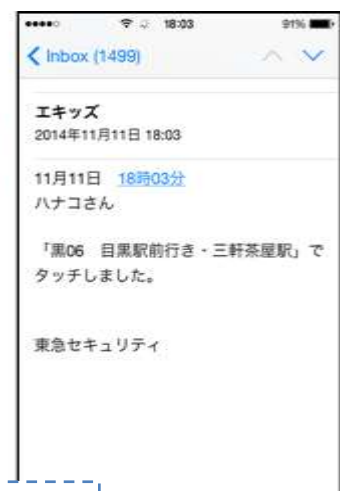 18:03
91%
Inbox (1499)
エキッズ
2014年11月11日 18:03
11月11日 18時03分
ハナコさん
「黒06 目黒駅前行き・三軒茶屋駅」で
タッチしました。
東急セキュリティ